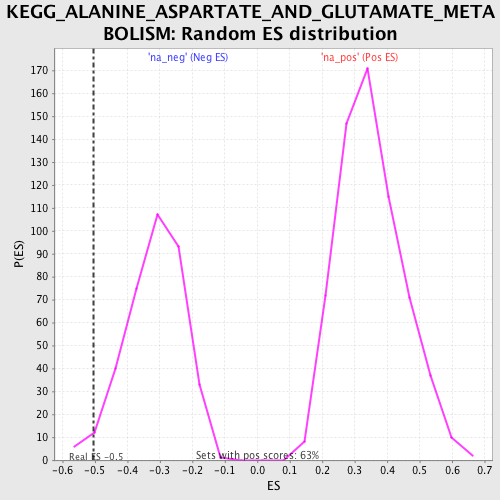 KEGG_ALANINE_ASPARTATE_AND_GLUTAMATE_META
BOLISM: Random ES distribution
'na_neg' (Neg ES) 'na_pos' (Pos ES)
170
160
150
140
130
120
110
100
90
80
70
60
50
40
30
20
10
0
P(ES)
Real ES -0.5 Sets with pos scores: 63%
-0.6 -0.5 -0.4 -0.3 -0.2 -0.1 0.0 0.1 0.2 0.3 0.4 0.5 0.6 0.7
ES